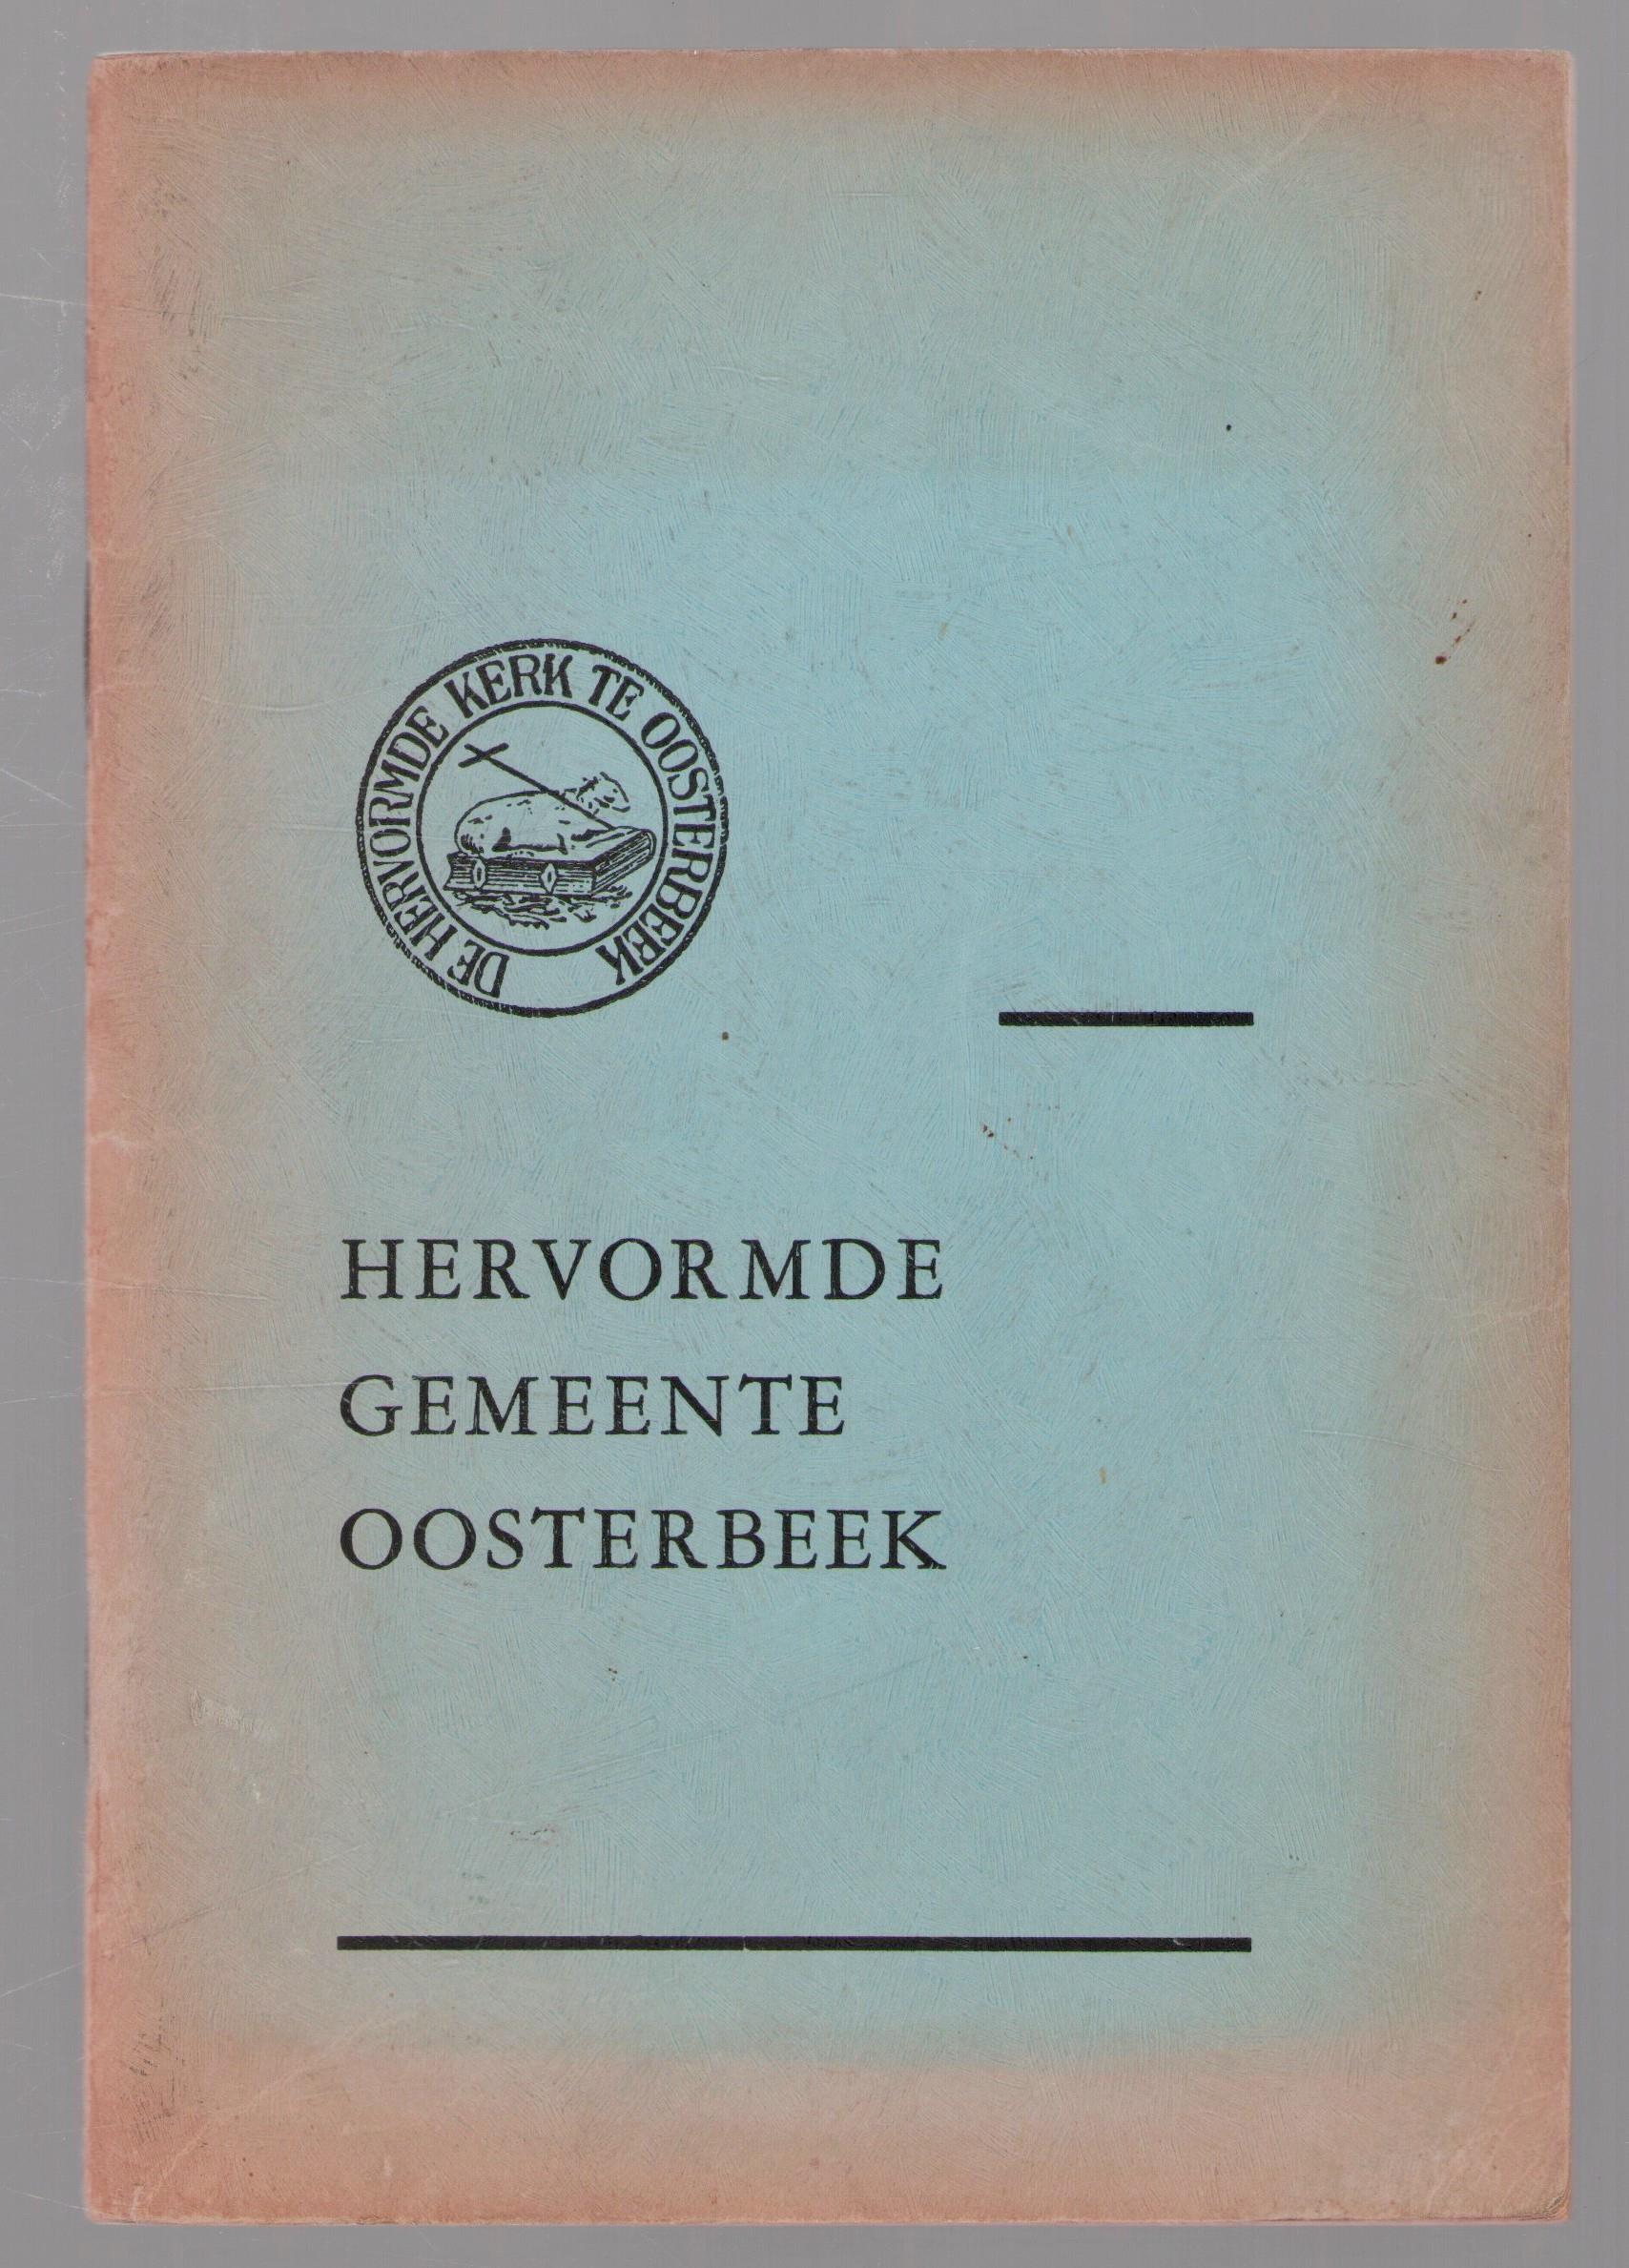 DE HERVORMDE KERK TE OOSTERBEEK
HERVORMDE
GEMEENTE
OOSTERBEEK